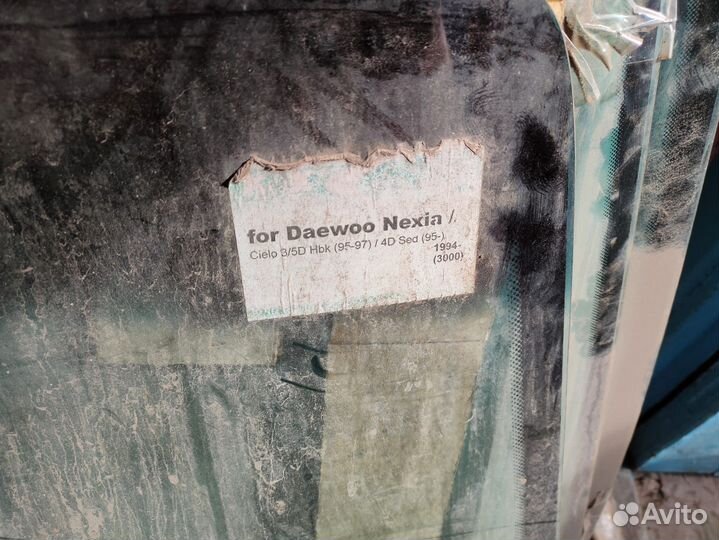 for Daewoo Nexia /
Cielo 3/5D Hbk (95-97) / 4D Sed (95-)
1994-
(3000)
Avito